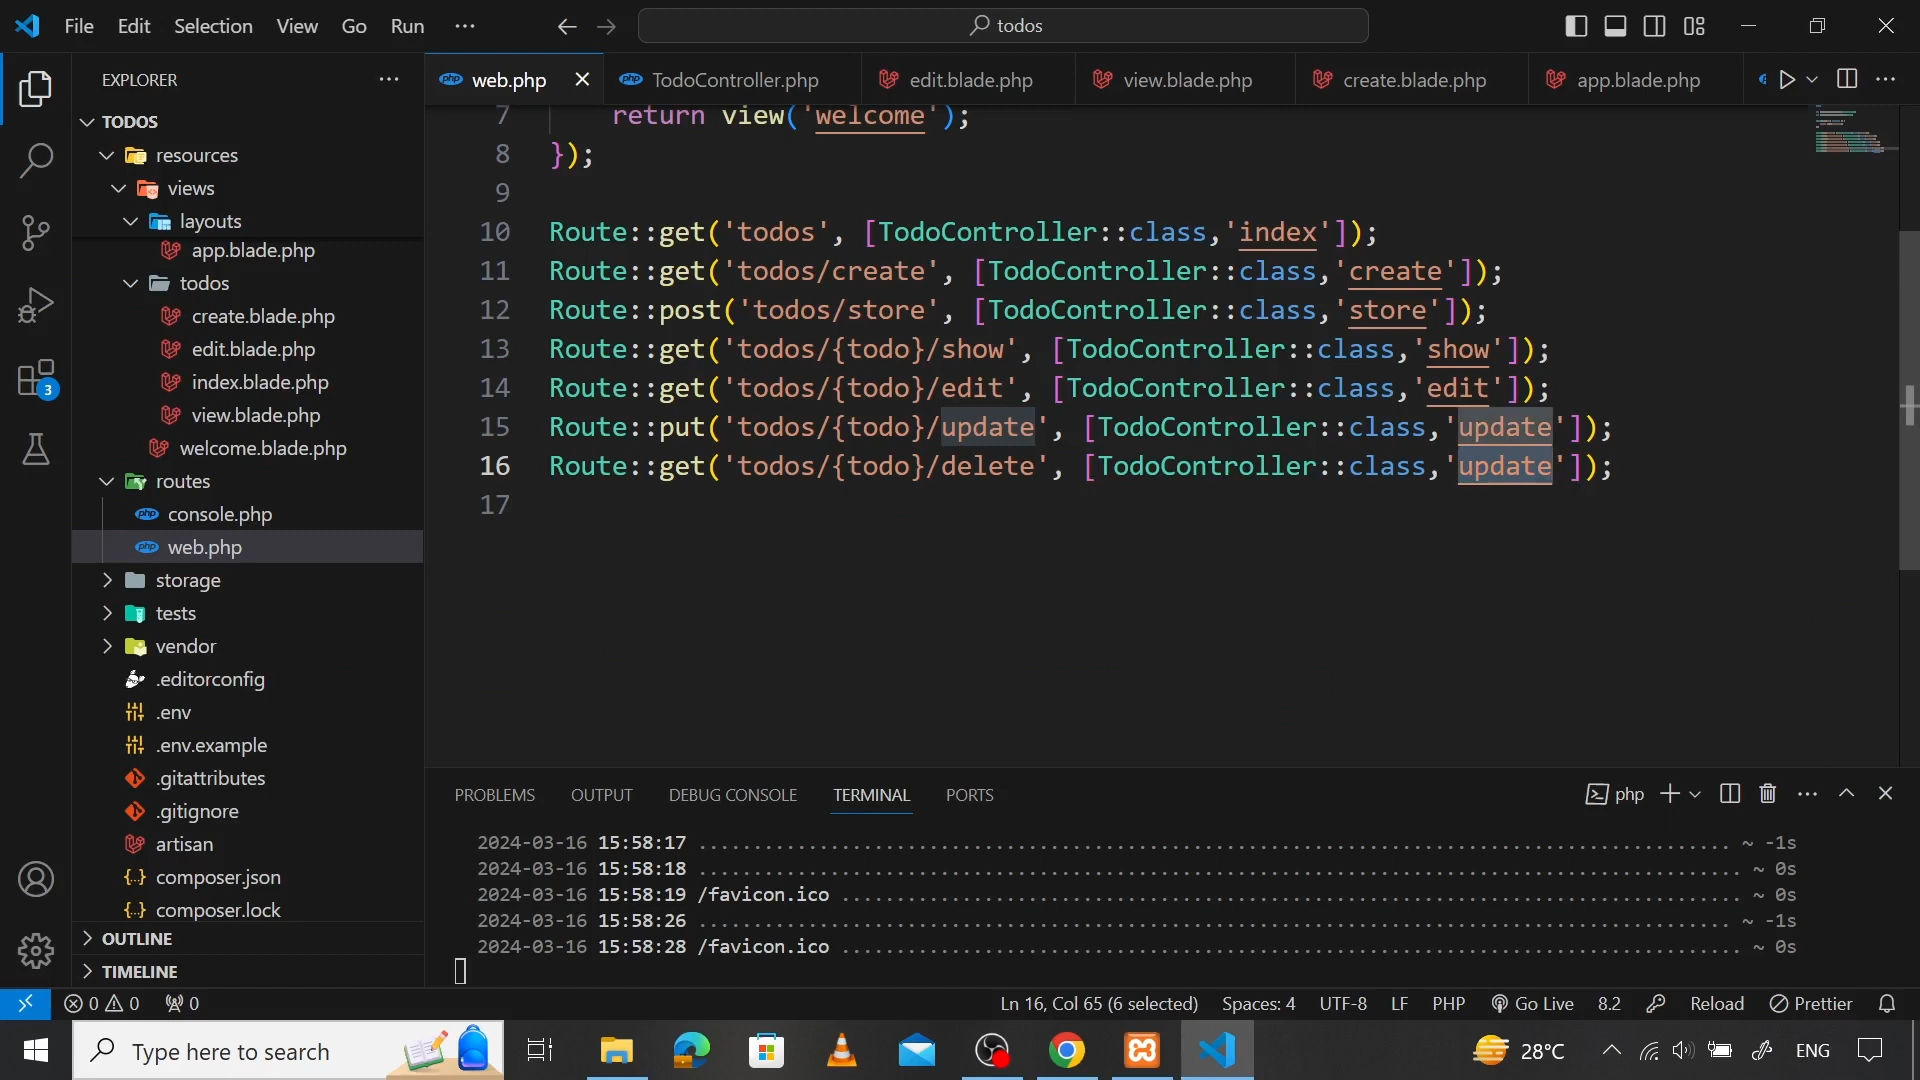 File Edit Selection View Go Run ···
todos
EXPLORER ···
TODOS
resources
views
layouts
app.blade.php
todos
create.blade.php
edit.blade.php
index.blade.php
view.blade.php
welcome.blade.php
routes
console.php
web.php
storage
tests
vendor
.editorconfig
.env
.env.example
.gitattributes
.gitignore
artisan
composer.json
composer.lock
OUTLINE
TIMELINE
3
web.php TodoController.php edit.blade.php view.blade.php create.blade.php app.blade.php
7 return view('welcome');
8 });
9
10 Route::get('todos', [TodoController::class,'index']);
11 Route::get('todos/create', [TodoController::class,'create']);
12 Route::post('todos/store', [TodoController::class,'store']);
13 Route::get('todos/{todo}/show', [TodoController::class,'show']);
14 Route::get('todos/{todo}/edit', [TodoController::class,'edit']);
15 Route::put('todos/{todo}/update', [TodoController::class,'update']);
16 Route::get('todos/{todo}/delete', [TodoController::class,'update']);
17
PROBLEMS OUTPUT DEBUG CONSOLE TERMINAL PORTS php
2024-03-16 15:58:17 ........ ~ -1s
2024-03-16 15:58:18 ........ ~ 0s
2024-03-16 15:58:19 /favicon.ico ........ ~ 0s
2024-03-16 15:58:26 ........ ~ -1s
2024-03-16 15:58:28 /favicon.ico ........ ~ 0s
0 0 0 Ln 16, Col 65 (6 selected) Spaces: 4 UTF-8 LF PHP Go Live 8.2 Reload Prettier
Type here to search 28°C ENG